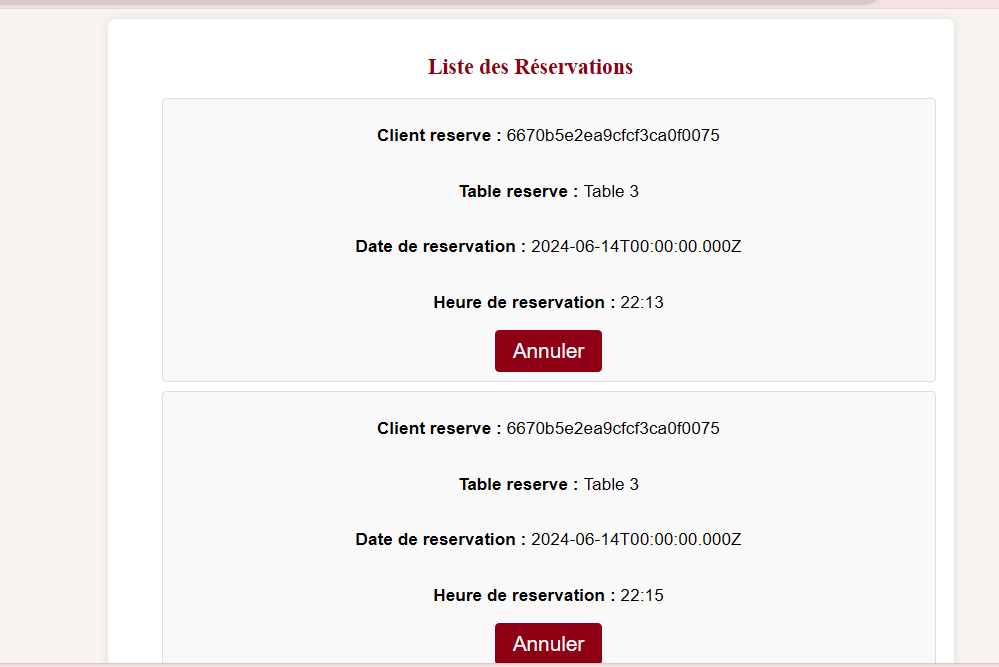 Liste des Réservations
Client reserve : 6670b5e2ea9cfcf3ca0f0075
Table reserve : Table 3
Date de reservation : 2024-06-14T00:00:00.000Z
Heure de reservation : 22:13
Annuler
Client reserve : 6670b5e2ea9cfcf3ca0f0075
Table reserve : Table 3
Date de reservation : 2024-06-14T00:00:00.000Z
Heure de reservation : 22:15
Annuler